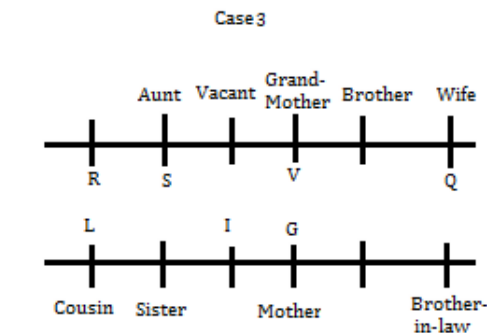 Case 3
Aunt Vacant Grand-
Mother Brother Wife
R S V Q
L I G
Cousin Sister Mother Brother-
in-law